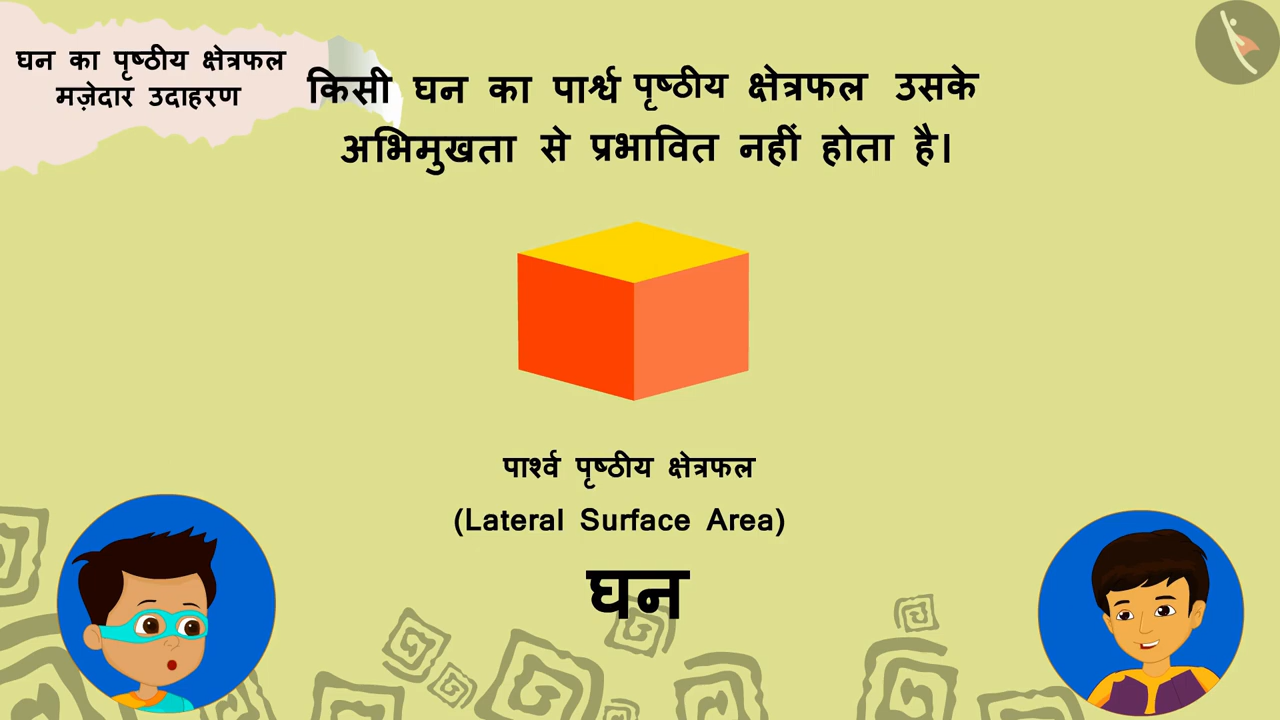 घन का पृष्ठीय क्षेत्रफल
मज़ेदार उदाहरण
किसी घन का पार्श्व पृष्ठीय क्षेत्रफल उसके
अभिमुखता से प्रभावित नहीं होता है।
पार्श्व पृष्ठीय क्षेत्रफल
(Lateral Surface Area)
घन